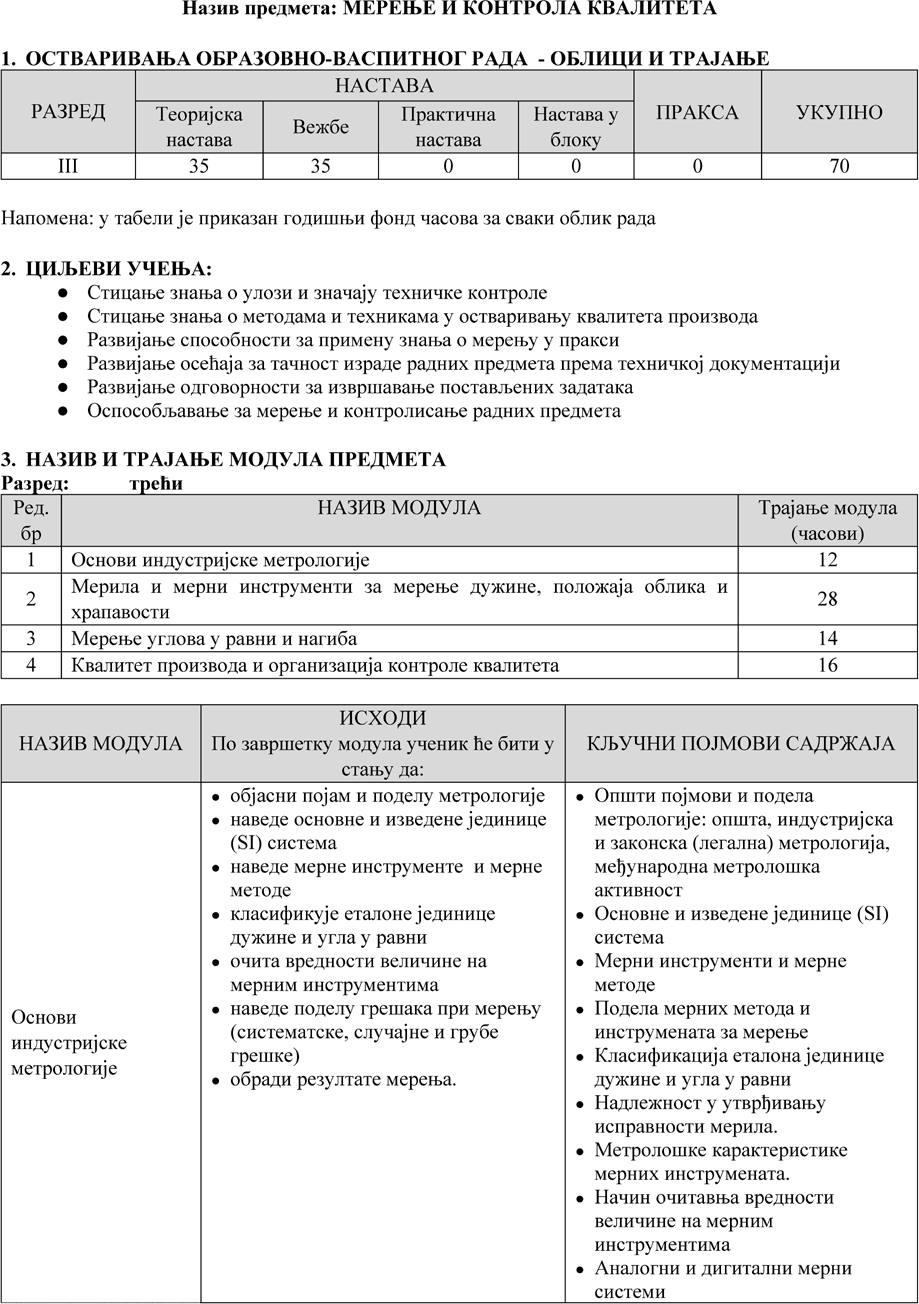 Назив предмета: МЕРЕЊЕ И КОНТРОЛА КВАЛИТЕТА
1. ОСТВАРИВАЊА ОБРАЗОВНО-ВАСПИТНОГ РАДА - ОБЛИЦИ И ТРАЈАЊЕ
РАЗРЕД
НАСТАВА
ПРАКСА
УКУПНО
Теоријска
настава
Вежбе
Практична
настава
Настава у
блоку
III 35 35 0 0 0 70
Напомена: у табели је приказан годишњи фонд часова за сваки облик рада
2. ЦИЉЕВИ УЧЕЊА:
● Стицање знања о улози и значају техничке контроле
● Стицање знања о методама и техникама у остваривању квалитета производа
● Развијање способности за примену знања о мерењу у пракси
● Развијање осећаја за тачност израде радних предмета према техничкој документацији
● Развијање одговорности за извршавање постављених задатака
● Оспособљавање за мерење и контролисање радних предмета
3. НАЗИВ И ТРАЈАЊЕ МОДУЛА ПРЕДМЕТА
Разред: трећи
Ред.
бр
НАЗИВ МОДУЛА
Трајање модула
(часови)
1 Основи индустријске метрологије 12
2 Мерила и мерни инструменти за мерење дужине, положаја облика и
храпавости 28
3 Мерење углова у равни и нагиба 14
4 Квалитет производа и организација контроле квалитета 16
НАЗИВ МОДУЛА
ИСХОДИ
По завршетку модула ученик ће бити у
стању да:
КЉУЧНИ ПОЈМОВИ САДРЖАЈА
Основи
индустријске
метрологије
● објасни појам и поделу метрологије
● наведе основне и изведене јединице
(SI) система
● наведе мерне инструменте и мерне
методе
● класификује еталоне јединице
дужине и угла у равни
● очита вредности величине на
мерним инструментима
● наведе поделу грешака при мерењу
(систематске, случајне и грубе
грешке)
● обради резултате мерења.
● Општи појмови и подела
метрологије: општа, индустријска
и законска (легална) метрологија,
међународна метролошка
активност
● Основне и изведене јединице (SI)
система
● Мерни инструменти и мерне
методе
● Подела мерних метода и
инструмената за мерење
● Класификација еталона јединице
дужине и угла у равни
● Надлежност у утврђивању
исправности мерила.
● Метролошке карактеристике
мерних инструмената.
● Начин очитавња вредности
величине на мерним
инструментима
● Аналогни и дигитални мерни
системи